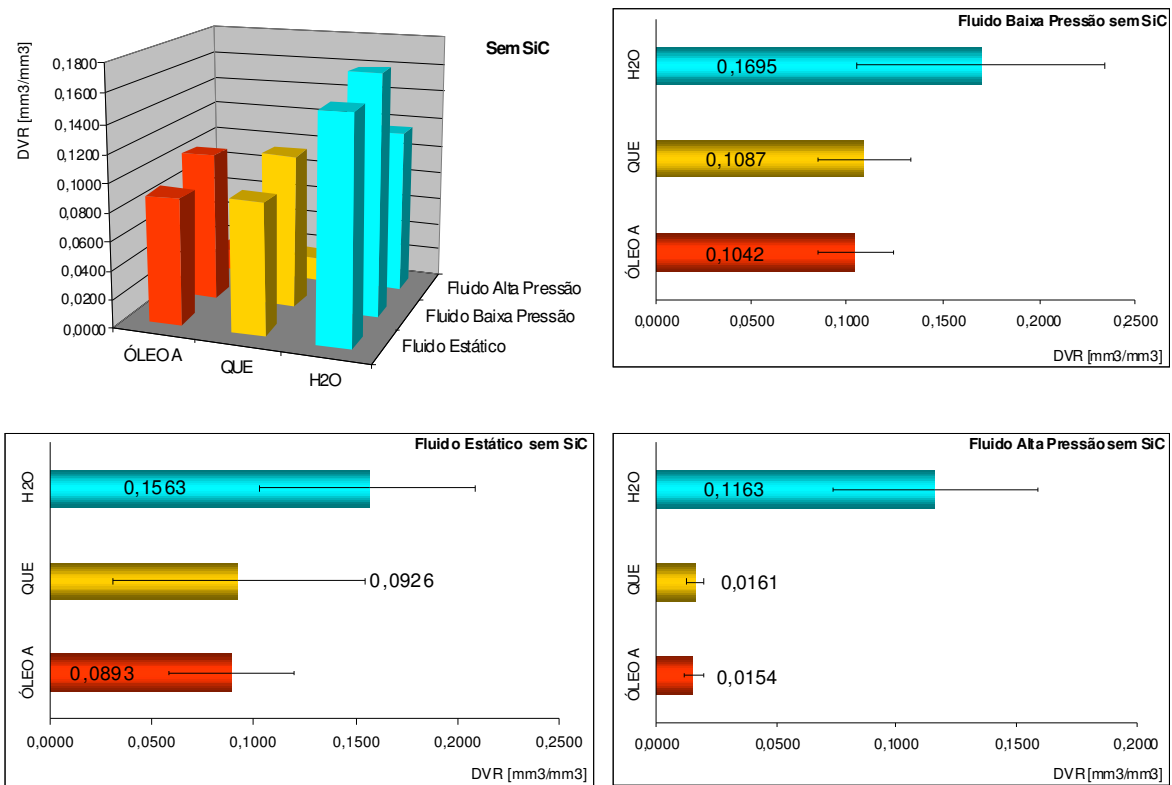 Sem SiC
DVR [mm3/mm3]
0,1800
0,1600
0,1400
0,1200
0,1000
0,0800
0,0600
0,0400
0,0200
0,0000
ÓLEO A
QUE
H2O
Fluido Alta Pressão
Fluido Baixa Pressão
Fluido Estático
Fluido Baixa Pressão sem SiC
H2O
0,1695
QUE
0,1087
ÓLEO A
0,1042
0,0000 0,0500 0,1000 0,1500 0,2000 0,2500
DVR [mm3/mm3]
Fluido Estático sem SiC
H2O
0,1563
QUE
0,0926
ÓLEO A
0,0893
0,0000 0,0500 0,1000 0,1500 0,2000 0,2500
DVR [mm3/mm3]
Fluido Alta Pressão sem SiC
H2O
0,1163
QUE
0,0161
ÓLEO A
0,0154
0,0000 0,0500 0,1000 0,1500 0,2000
DVR [mm3/mm3]